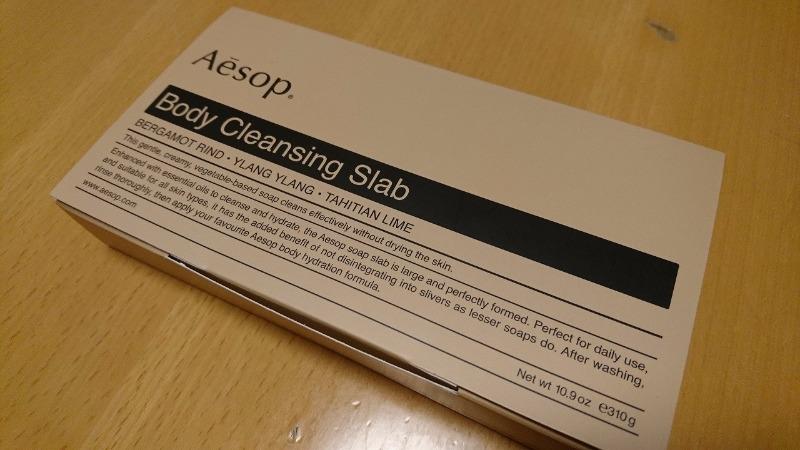 Aēsop.
Body Cleansing Slab
BERGAMOT RIND · YLANG YLANG · TAHITIAN LIME
This gentle, creamy, vegetable-based soap cleans effectively without drying the skin.
Enhanced with essential oils to cleanse and hydrate, the Aesop soap slab is large and perfectly formed. Perfect for daily use,
and suitable for all skin types, it has the added benefit of not disintegrating into slivers as lesser soaps do. After washing,
rinse thoroughly, then apply your favourite Aesop body hydration formula.
www.aesop.com
Net wt 10.9 oz ℮310g